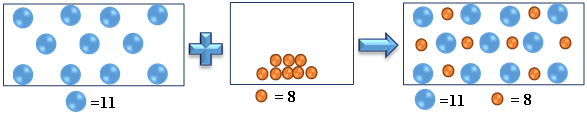 =11
= 8
=11
= 8